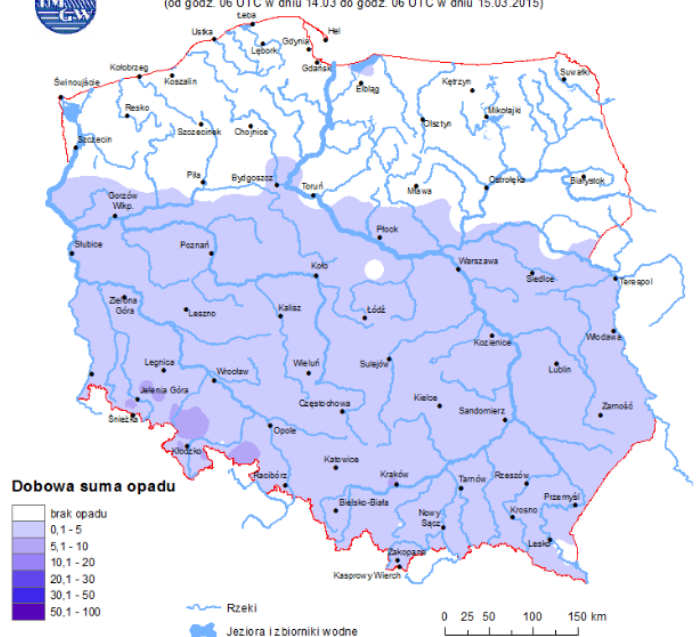 (od godz. 06 UTC w dniu 14.03 do godz. 06 UTC w dniu 15.03.2015)
GW
Łeba
Hel
Ustka
Gdynia
Lębork
Gdańsk
Kołobrzeg
Koszalin
Suwałki
Świnoujście
Elbląg
Kętrzyn
Resko
Mikołajki
Szczecinek
Chojnice
Olsztyn
Szczecin
Piła
Bydgoszcz
Toruń
Mława
Ostrołęka
Białystok
Gorzów
Wlkp.
Płock
Słubice
Poznań
Koło
Warszawa
Siedlce
Terespol
Zielona
Góra
Leszno
Kalisz
Łódź
Kozienice
Włodawa
Legnica
Wrocław
Wieluń
Sulejów
Lublin
Jelenia Góra
Śnieżka
Częstochowa
Kielce
Sandomierz
Zamość
Opole
Kłodzko
Katowice
Racibórz
Kraków
Tarnów
Rzeszów
Bielsko-Biała
Nowy
Sącz
Krosno
Przemyśl
Lesko
Zakopane
Kasprowy Wierch
Dobowa suma opadu
brak opadu
0,1 - 5
5,1 - 10
10,1 - 20
20,1 - 30
30,1 - 50
50,1 - 100
Rzeki
Jeziora i zbiorniki wodne
0 25 50 100 150 km